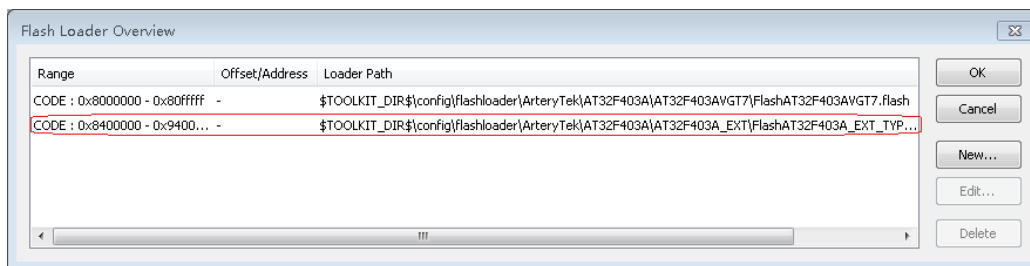 Flash Loader Overview
Range Offset/Address Loader Path
CODE : 0x8000000 - 0x80fffff - $TOOLKIT_DIR$\config\flashloader\ArteryTek\AT32F403A\AT32F403AVGT7\FlashAT32F403AVGT7.flash
CODE : 0x8400000 - 0x9400... - $TOOLKIT_DIR$\config\flashloader\ArteryTek\AT32F403A\AT32F403A_EXT\FlashAT32F403A_EXT_TYP...
OK
Cancel
New...
Edit...
Delete